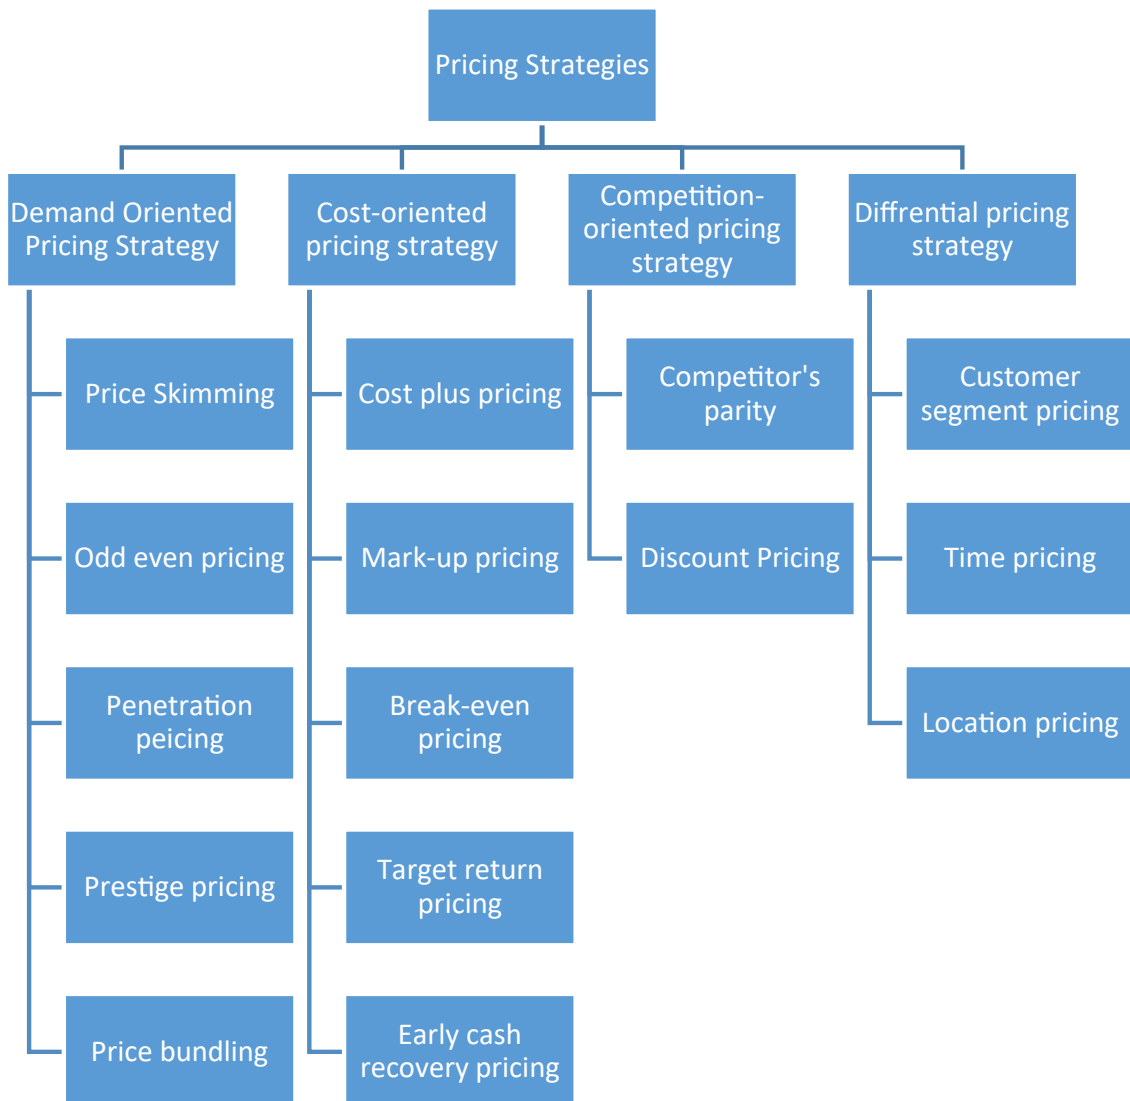 Pricing Strategies
Demand Oriented
Pricing Strategy
Cost-oriented
pricing strategy
Competition-
oriented pricing
strategy
Diffrential pricing
strategy
Price Skimming
Cost plus pricing
Competitor's
parity
Customer
segment pricing
Odd even pricing
Mark-up pricing
Discount Pricing
Time pricing
Penetration
peicing
Break-even
pricing
Location pricing
Prestige pricing
Target return
pricing
Price bundling
Early cash
recovery pricing